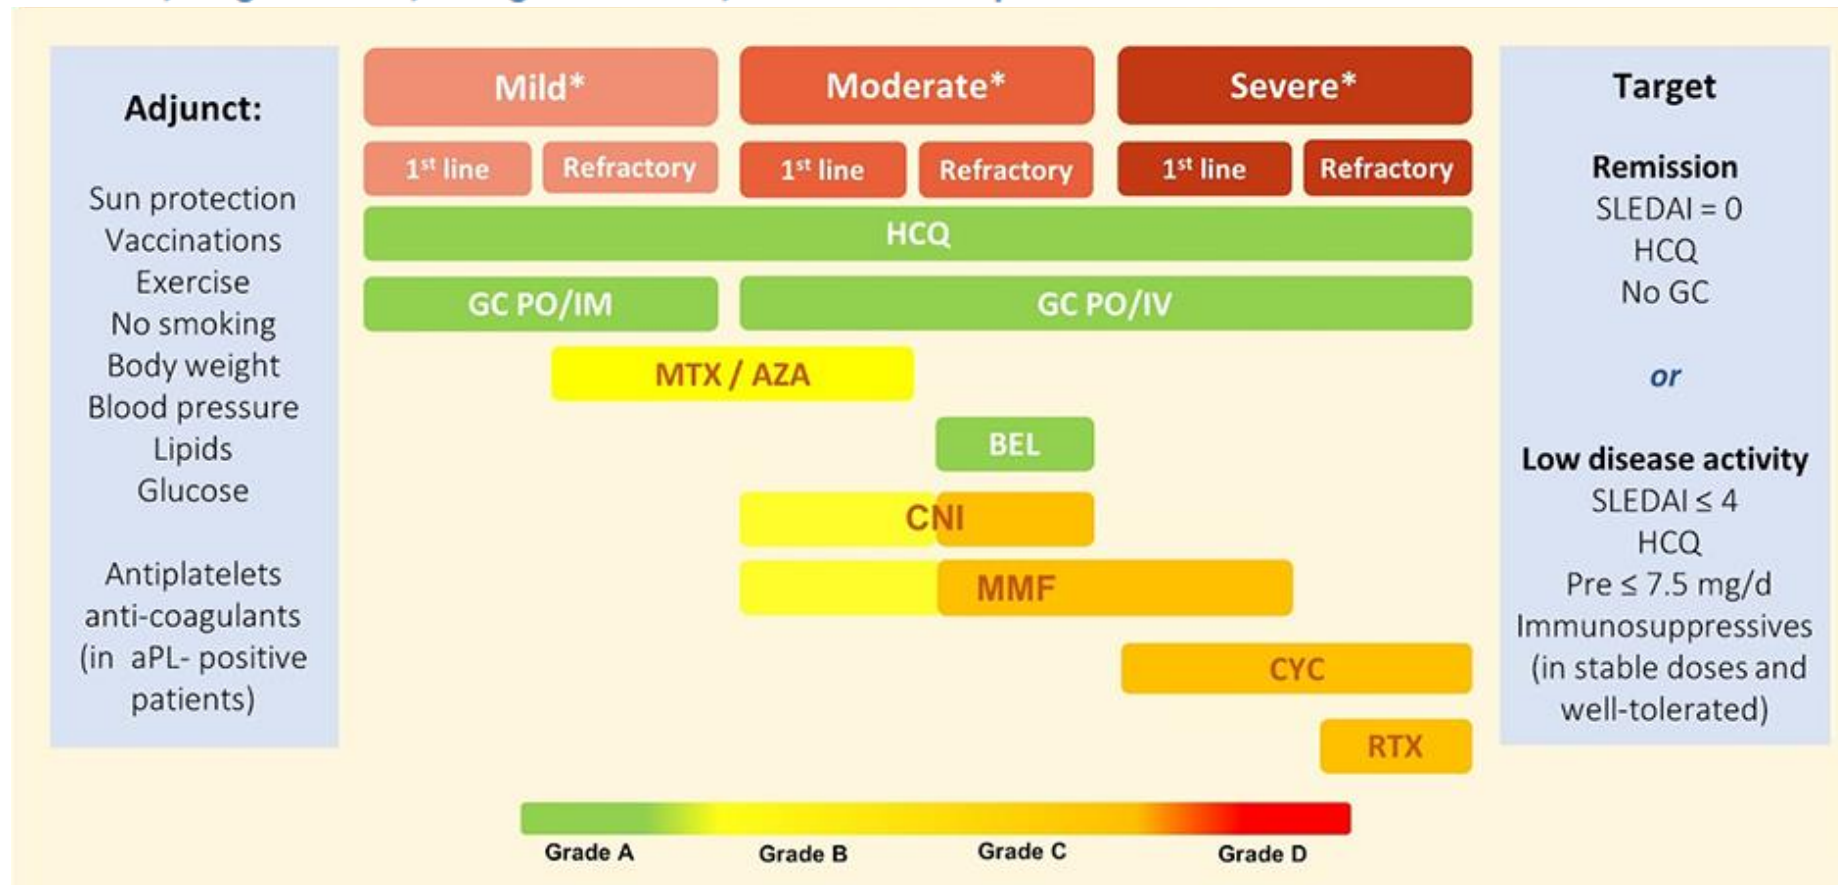 Adjunct:
Sun protection
Vaccinations
Exercise
No smoking
Body weight
Blood pressure
Lipids
Glucose
Antiplatelets
anti-coagulants
(in aPL- positive
patients)
Mild*
Moderate*
Severe*
1st line
Refractory
1st line
Refractory
1st line
Refractory
HCQ
GC PO/IM
GC PO/IV
MTX / AZA
BEL
CNI
MMF
CYC
RTX
Grade A
Grade B
Grade C
Grade D
Target
Remission
SLEDAI = 0
HCQ
No GC
or
Low disease activity
SLEDAI ≤ 4
HCQ
Pre ≤ 7.5 mg/d
Immunosuppressives
(in stable doses and
well-tolerated)